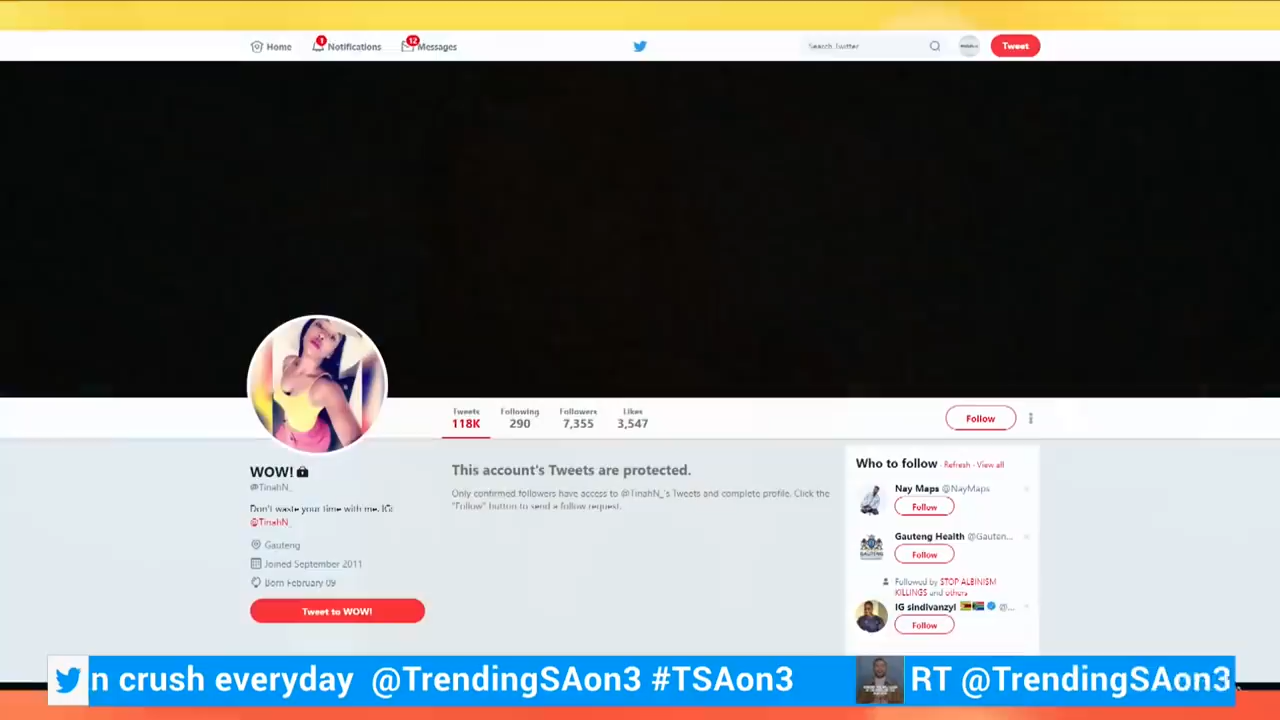 Home
1
Notifications
12
Messages
Search Twitter
Tweet
Tweets
118K
Following
290
Followers
7,355
Likes
3,547
Follow
WOW!
@TinahN_
Don't waste your time with me. IG:
@TinahN_
Gauteng
Joined September 2011
Born February 09
Tweet to WOW!
This account's Tweets are protected.
Only confirmed followers have access to @TinahN_'s Tweets and complete profile. Click the
"Follow" button to send a follow request.
Who to follow · Refresh · View all
Nay Maps @NayMaps
Follow
Gauteng Health @Gauten...
Follow
Followed by STOP ALBINISM
KILLINGS and others
IG sindivanzyl @...
Follow
n crush everyday @TrendingSAon3 #TSAon3
RT @TrendingSAon3